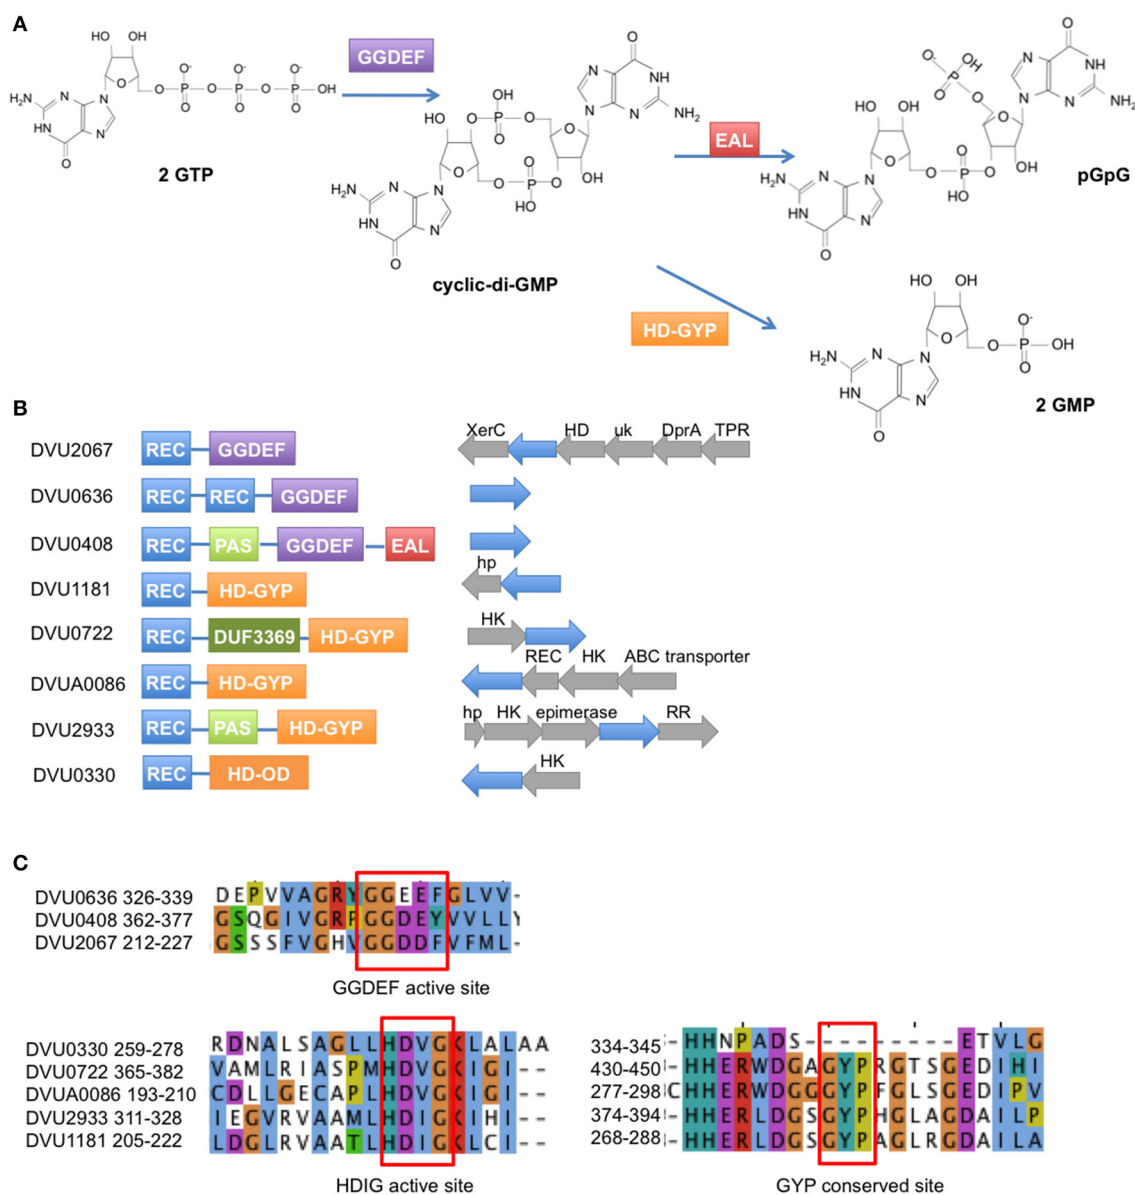 A
GGDEF
2 GTP
cyclic-di-GMP
EAL
pGpG
HD-GYP
2 GMP
B
DVU2067 REC GGDEF XerC HD uk DprA TPR
DVU0636 REC REC GGDEF
DVU0408 REC PAS GGDEF EAL
DVU1181 REC HD-GYP hp
DVU0722 REC DUF3369 HD-GYP HK
DVUA0086 REC HD-GYP REC HK ABC transporter
DVU2933 REC PAS HD-GYP hp HK epimerase RR
DVU0330 REC HD-OD HK
C
DVU0636 326-339 DEPVVAGRYGGEEFGLVV-
DVU0408 362-377 GSQGIVGRPGGDEYVVLLY
DVU2067 212-227 GSSSFVGHVGGDDFVFML-
GGDEF active site
DVU0330 259-278 RDNALSAGLLHDVGKLALAA
DVU0722 365-382 VAMLRIASPMHDVGKIGI--
DVUA0086 193-210 CDLLGECAPLHDVGKIGI--
DVU2933 311-328 IEGVRVAAMLHDIGKIHI--
DVU1181 205-222 LDGLRVAATLHDIGKLCI--
HDIG active site
334-345 -HHNPADS----------ETVLG
430-450 -HHERWDGAGYPRGTSGEDIHI
277-298 CHHERWDGGGYPFGLSGEDIPV
374-394 -HHERLDGSGYPHGLAGDAILP
268-288 -HHERLDGSGYPAGLRGDAILA
GYP conserved site